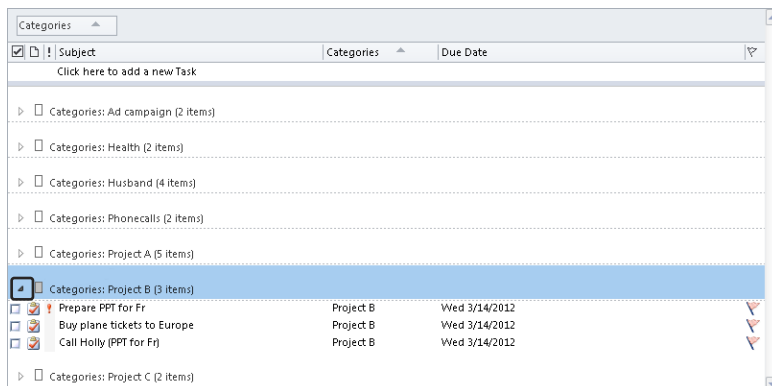 Categories
! Subject Categories Due Date
Click here to add a new Task
Categories: Ad campaign (2 items)
Categories: Health (2 items)
Categories: Husband (4 items)
Categories: Phonecalls (2 items)
Categories: Project A (5 items)
Categories: Project B (3 items)
! Prepare PPT for Fr Project B Wed 3/14/2012
Buy plane tickets to Europe Project B Wed 3/14/2012
Call Holly (PPT for Fr) Project B Wed 3/14/2012
Categories: Project C (2 items)